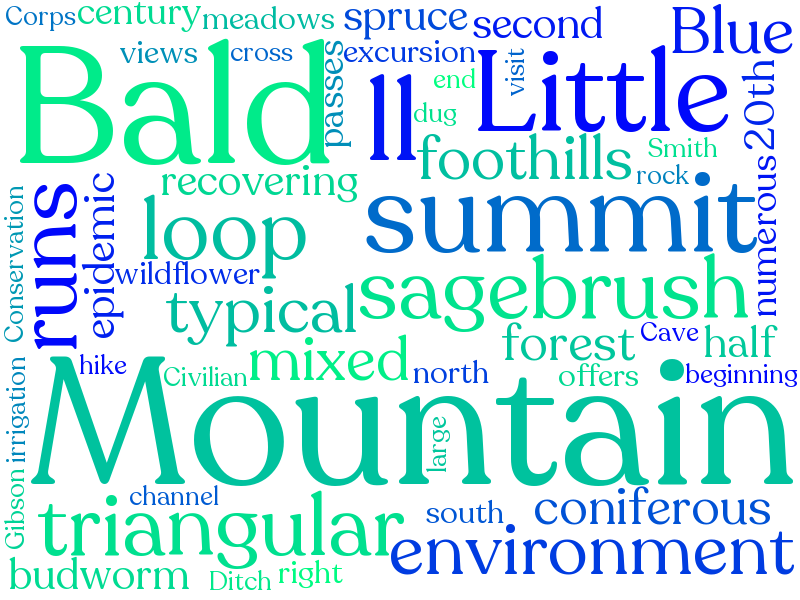 Corps
century
meadows
spruce
second
Blue
views
cross
passes
excursion
visit
Bald
end
ll
Little
dug
20th
numerous
foothills
Smith
rock
recovering
runs
epidemic
Conservation
loop
summit
wildflower
typical
sagebrush
Cave
forest
half
hike
Civilian
mixed
north
offers
beginning
irrigation
Mountain
large
Gibson
channel
triangular
south
coniferous
environment
budworm
Ditch
right